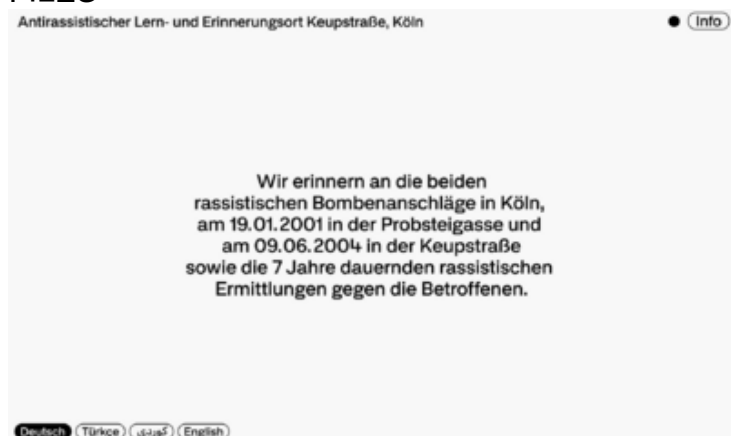 Antirassistischer Lern- und Erinnerungsort Keupstraße, Köln
Info
Wir erinnern an die beiden
rassistischen Bombenanschläge in Köln,
am 19.01.2001 in der Probsteigasse und
am 09.06.2004 in der Keupstraße
sowie die 7 Jahre dauernden rassistischen
Ermittlungen gegen die Betroffenen.
Deutsch Türkce كوردی English